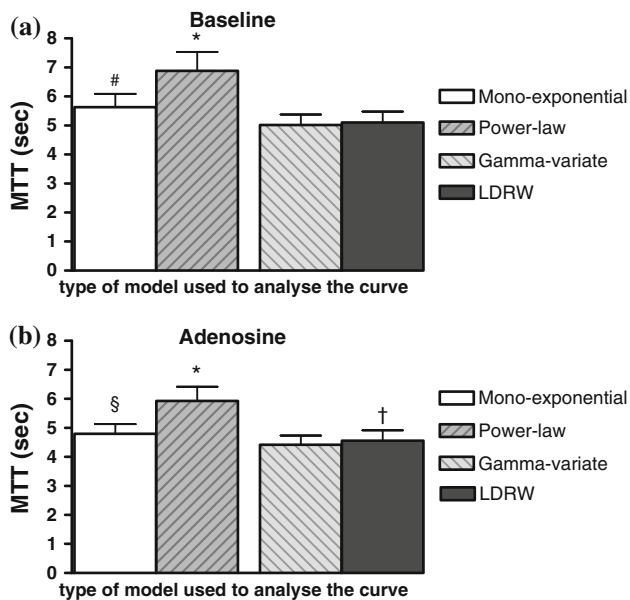 (a)
Baseline
8
7
6
5
4
3
2
1
0
MTT (sec)
#
*
Mono-exponential
Power-law
Gamma-variate
LDRW
type of model used to analyse the curve
(b)
Adenosine
8
7
6
5
4
3
2
1
0
MTT (sec)
§
*
†
Mono-exponential
Power-law
Gamma-variate
LDRW
type of model used to analyse the curve